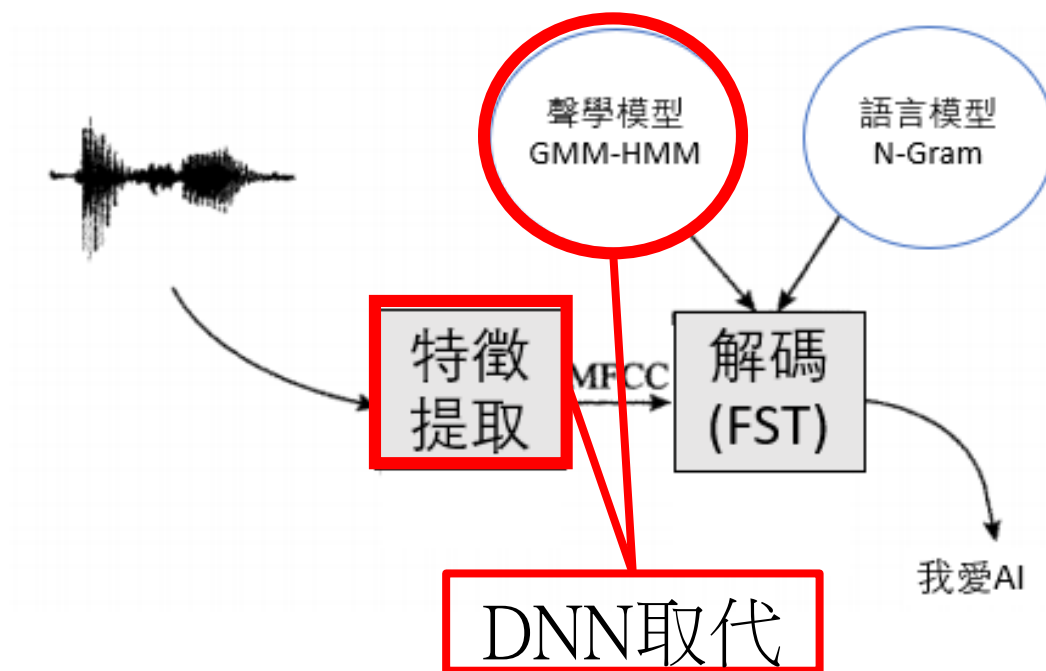 聲學模型
GMM-HMM
語言模型
N-Gram
特徵
提取
MFCC
解碼
(FST)
我愛AI
DNN取代